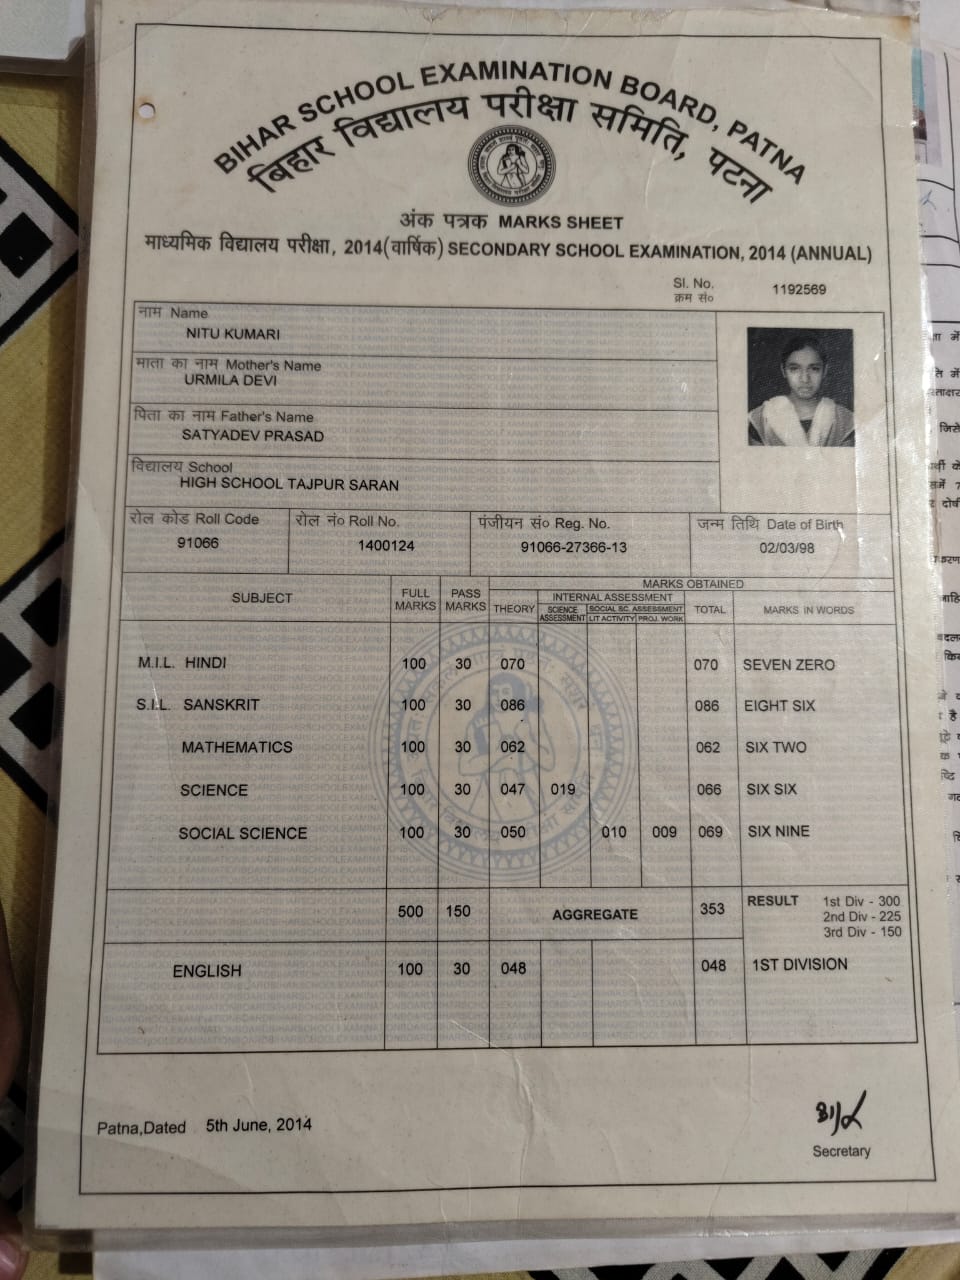 BIHAR SCHOOL EXAMINATION BOARD, PATNA
बिहार विद्यालय परीक्षा समिति, पटना
अंक पत्रक MARKS SHEET
माध्यमिक विद्यालय परीक्षा, 2014(वार्षिक) SECONDARY SCHOOL EXAMINATION, 2014 (ANNUAL)
Sl. No. 1192569
क्रम सं०
नाम Name
NITU KUMARI
माता का नाम Mother's Name
URMILA DEVI
पिता का नाम Father's Name
SATYADEV PRASAD
विद्यालय School
HIGH SCHOOL TAJPUR SARAN
रोल कोड Roll Code रोल नं० Roll No. पंजीयन सं० Reg. No. जन्म तिथि Date of Birth
91066 1400124 91066-27366-13 02/03/98
SUBJECT FULL MARKS PASS MARKS MARKS OBTAINED
THEORY INTERNAL ASSESSMENT TOTAL MARKS IN WORDS
SCIENCE ASSESSMENT SOCIAL SC. ASSESSMENT
LIT ACTIVITY PROJ. WORK
M.I.L. HINDI 100 30 070 070 SEVEN ZERO
S.I.L. SANSKRIT 100 30 086 086 EIGHT SIX
MATHEMATICS 100 30 062 062 SIX TWO
SCIENCE 100 30 047 019 066 SIX SIX
SOCIAL SCIENCE 100 30 050 010 009 069 SIX NINE
500 150 AGGREGATE 353 RESULT 1st Div - 300
2nd Div - 225
3rd Div - 150
ENGLISH 100 30 048 048 1ST DIVISION
Patna,Dated 5th June, 2014
Secretary